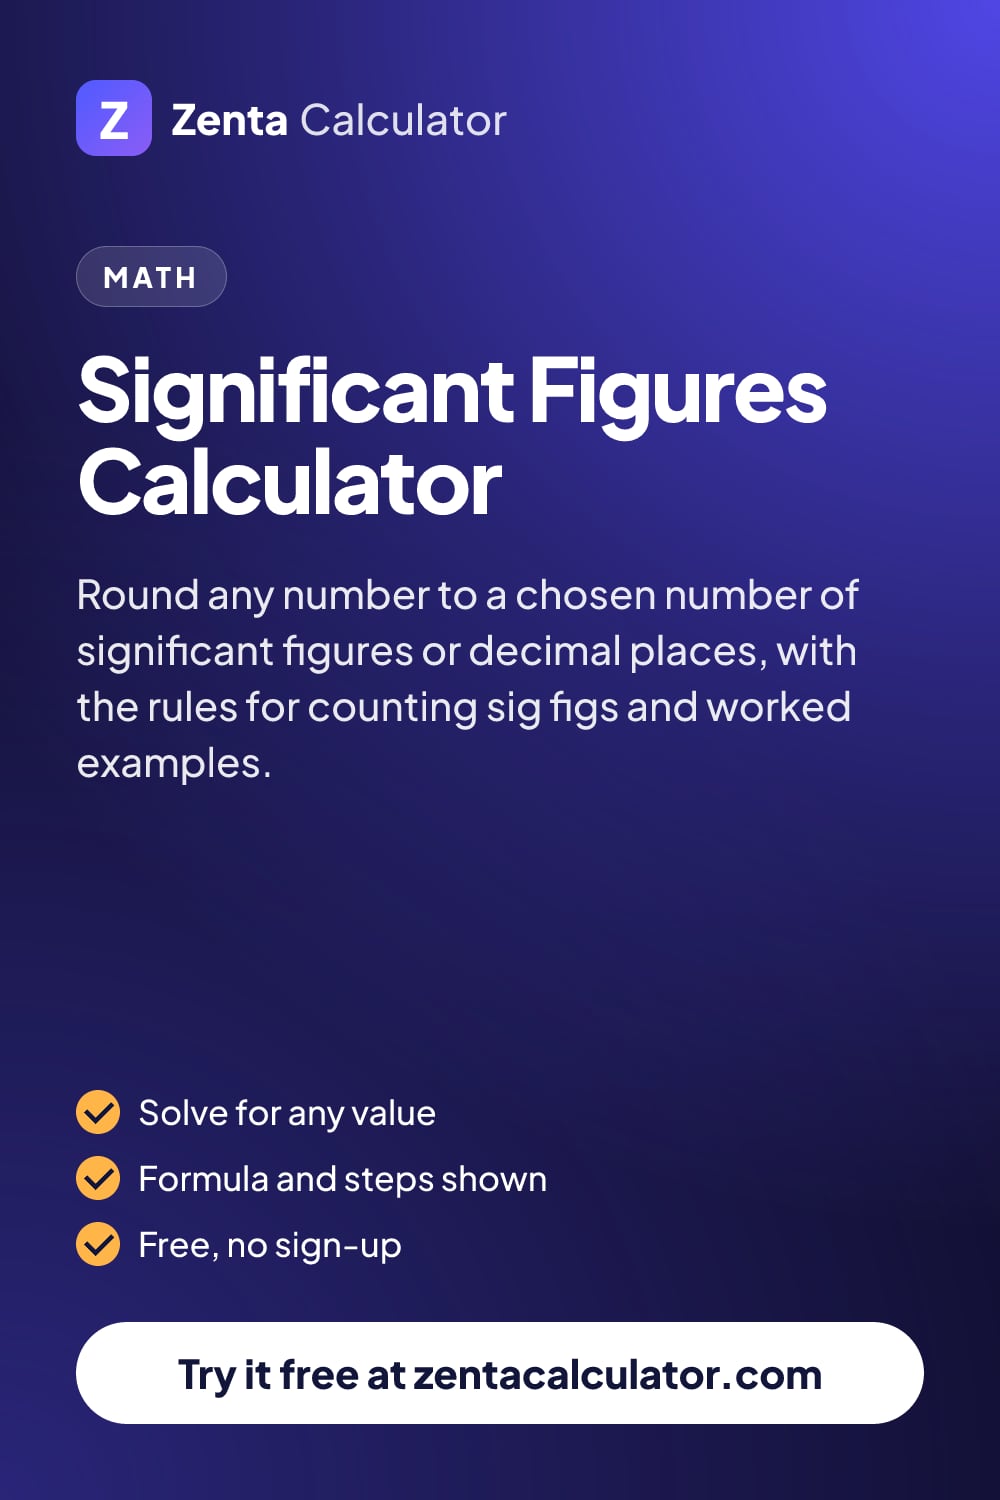 Z
Zenta Calculator
MATH
Significant Figures
Calculator
Round any number to a chosen number of
significant figures or decimal places, with
the rules for counting sig figs and worked
examples.
Solve for any value
Formula and steps shown
Free, no sign-up
Try it free at zentacalculator.com